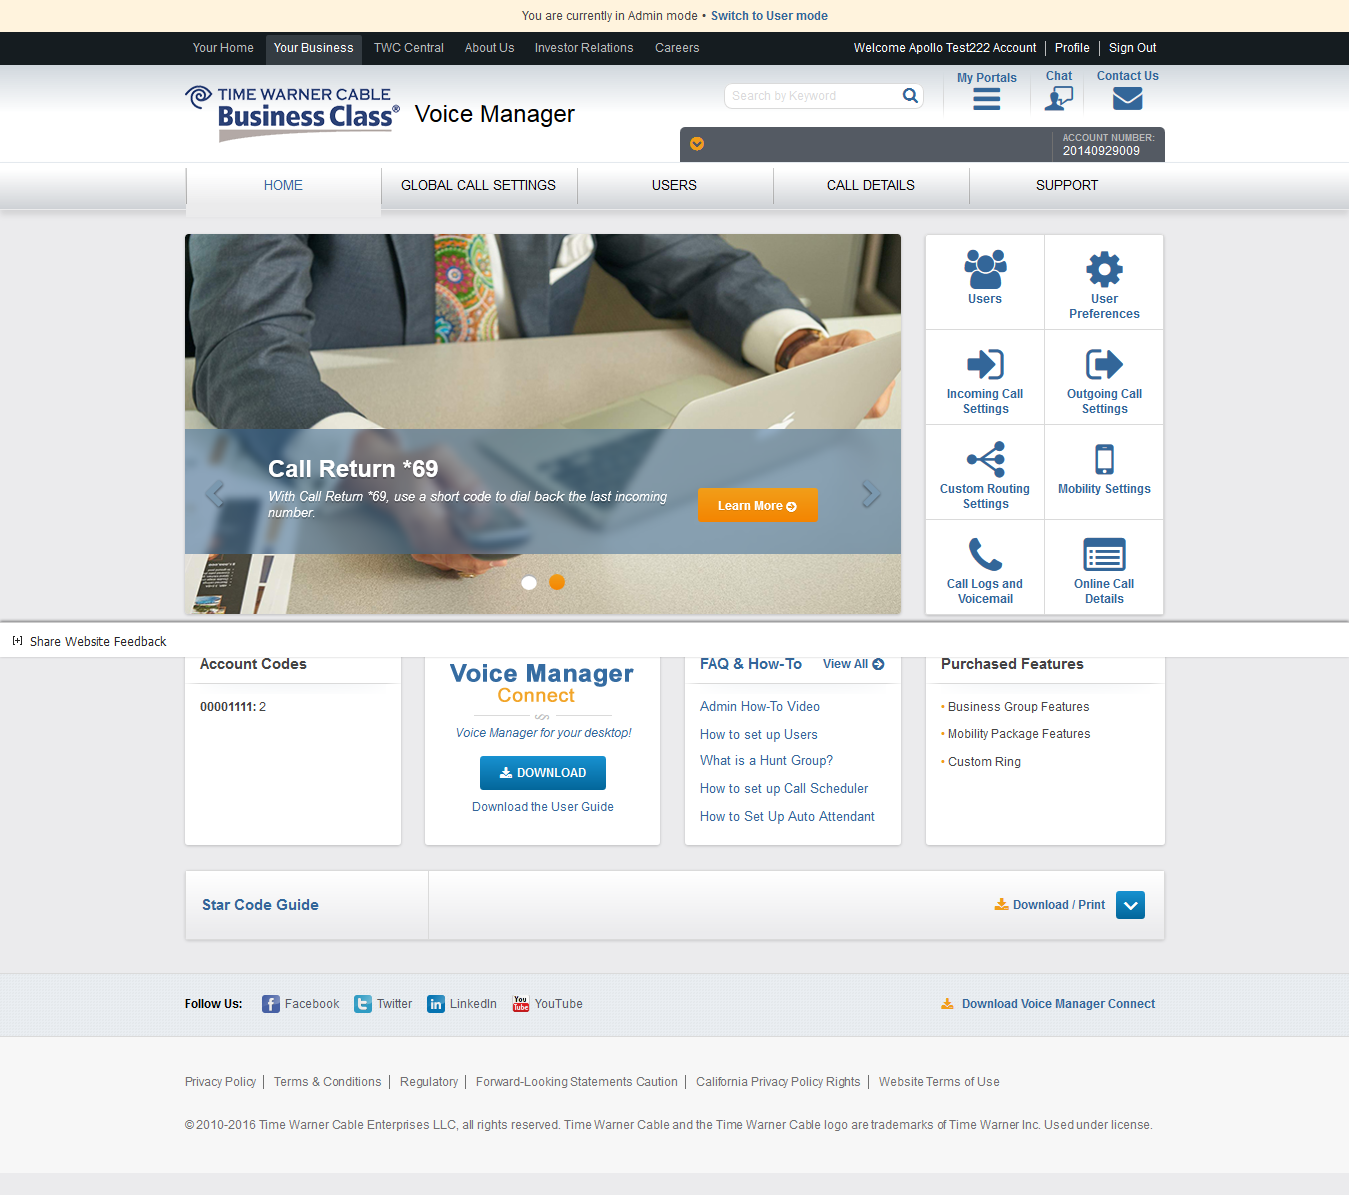 You are currently in Admin mode • Switch to User mode
Your Home Your Business TWC Central About Us Investor Relations Careers Welcome Apollo Test222 Account Profile Sign Out
TIME WARNER CABLE
Business Class®
Voice Manager
Search by Keyword
My Portals
Chat
Contact Us
ACCOUNT NUMBER:
20140929009
HOME GLOBAL CALL SETTINGS USERS CALL DETAILS SUPPORT
Call Return *69
With Call Return *69, use a short code to dial back the last incoming
number.
Learn More
Users
User
Preferences
Incoming Call
Settings
Outgoing Call
Settings
Custom Routing
Settings
Mobility Settings
Call Logs and
Voicemail
Online Call
Details
[+] Share Website Feedback
Account Codes
00001111: 2
Voice Manager
Connect
Voice Manager for your desktop!
DOWNLOAD
Download the User Guide
FAQ & How-To View All
Admin How-To Video
How to set up Users
What is a Hunt Group?
How to set up Call Scheduler
How to Set Up Auto Attendant
Purchased Features
• Business Group Features
• Mobility Package Features
• Custom Ring
Star Code Guide
Download / Print
Follow Us: Facebook Twitter LinkedIn YouTube
Download Voice Manager Connect
Privacy Policy Terms & Conditions Regulatory Forward-Looking Statements Caution California Privacy Policy Rights Website Terms of Use
© 2010-2016 Time Warner Cable Enterprises LLC, all rights reserved. Time Warner Cable and the Time Warner Cable logo are trademarks of Time Warner Inc. Used under license.